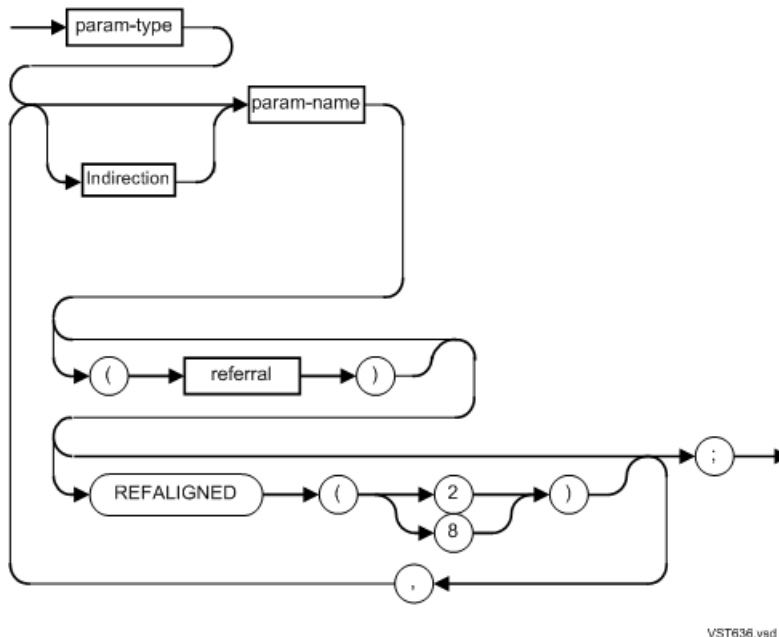 param-type
param-name
Indirection
( referral )
REFALIGNED ( 2 )
8
;
,
VST636.vsd